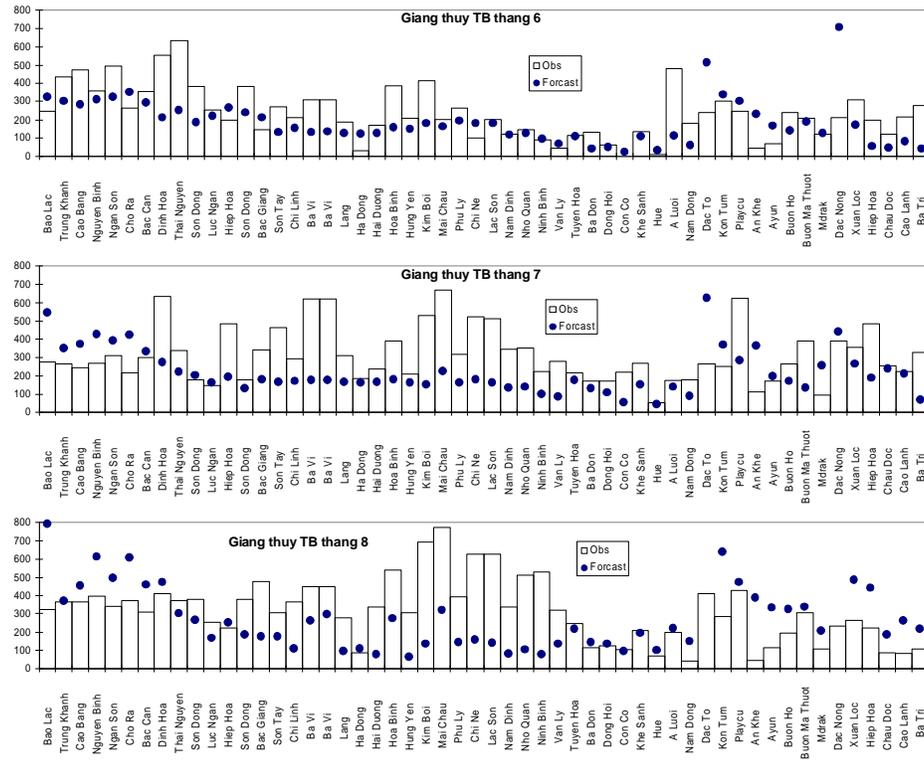 Giang thuy TB thang 6
800
700
600
500
400
300
200
100
0
Obs
Forcast
Bao Lac
Trung Khanh
Cao Bang
Nguyen Binh
Ngan Son
Cho Ra
Bac Can
Dinh Hoa
Thai Nguyen
Son Dong
Luc Ngan
Hiep Hoa
Son Dong
Bac Giang
Son Tay
Chi Linh
Ba Vi
Ba Vi
Lang
Ha Dong
Hai Duong
Hoa Binh
Hung Yen
Kim Boi
Mai Chau
Phu Ly
Chi Ne
Lac Son
Nam Dinh
Nho Quan
Ninh Binh
Van Ly
Tuyen Hoa
Ba Don
Dong Hoi
Con Co
Khe Sanh
Hue
A Luoi
Nam Dong
Dac To
Kon Tum
Playcu
An Khe
Ayun
Buon Ho
Buon Ma Thuot
Mdrak
Dac Nong
Xuan Loc
Hiep Hoa
Chau Doc
Cao Lanh
Ba Tri
Giang thuy TB thang 7
800
700
600
500
400
300
200
100
0
Obs
Forcast
Bao Lac
Trung Khanh
Cao Bang
Nguyen Binh
Ngan Son
Cho Ra
Bac Can
Dinh Hoa
Thai Nguyen
Son Dong
Luc Ngan
Hiep Hoa
Son Dong
Bac Giang
Son Tay
Chi Linh
Ba Vi
Ba Vi
Lang
Ha Dong
Hai Duong
Hoa Binh
Hung Yen
Kim Boi
Mai Chau
Phu Ly
Chi Ne
Lac Son
Nam Dinh
Nho Quan
Ninh Binh
Van Ly
Tuyen Hoa
Ba Don
Dong Hoi
Con Co
Khe Sanh
Hue
A Luoi
Nam Dong
Dac To
Kon Tum
Playcu
An Khe
Ayun
Buon Ho
Buon Ma Thuot
Mdrak
Dac Nong
Xuan Loc
Hiep Hoa
Chau Doc
Cao Lanh
Ba Tri
Giang thuy TB thang 8
800
700
600
500
400
300
200
100
0
Obs
Forcast
Bao Lac
Trung Khanh
Cao Bang
Nguyen Binh
Ngan Son
Cho Ra
Bac Can
Dinh Hoa
Thai Nguyen
Son Dong
Luc Ngan
Hiep Hoa
Son Dong
Bac Giang
Son Tay
Chi Linh
Ba Vi
Ba Vi
Lang
Ha Dong
Hai Duong
Hoa Binh
Hung Yen
Kim Boi
Mai Chau
Phu Ly
Chi Ne
Lac Son
Nam Dinh
Nho Quan
Ninh Binh
Van Ly
Tuyen Hoa
Ba Don
Dong Hoi
Con Co
Khe Sanh
Hue
A Luoi
Nam Dong
Dac To
Kon Tum
Playcu
An Khe
Ayun
Buon Ho
Buon Ma Thuot
Mdrak
Dac Nong
Xuan Loc
Hiep Hoa
Chau Doc
Cao Lanh
Ba Tri